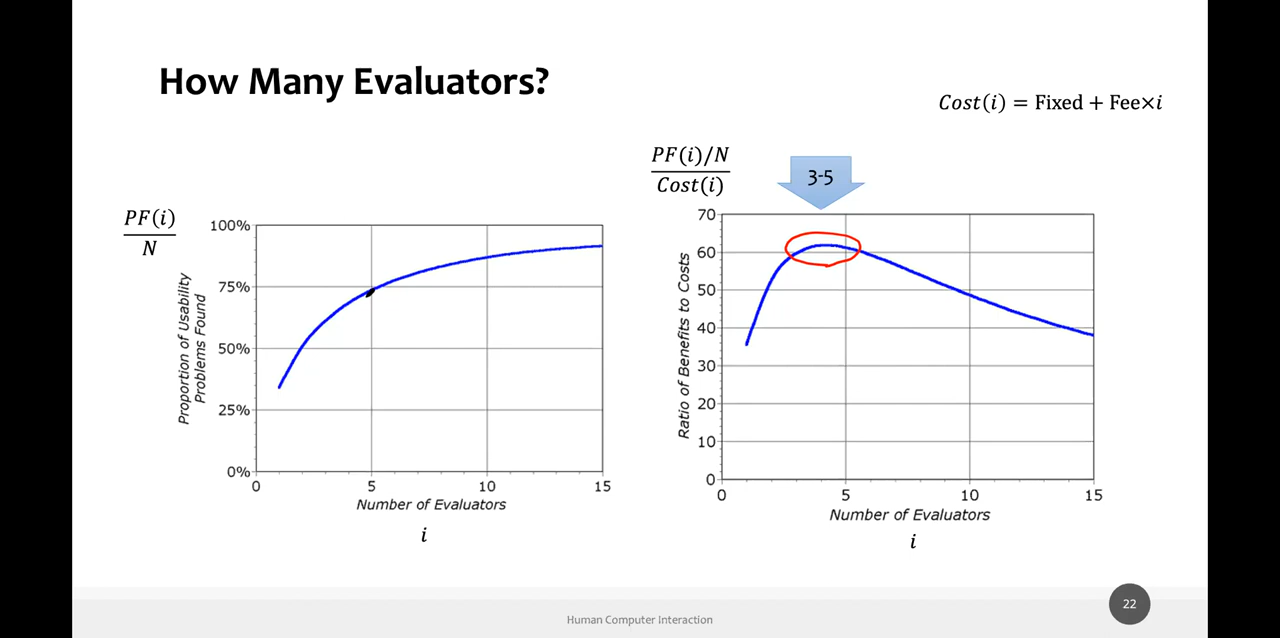 How Many Evaluators?
Cost(i) = Fixed + Fee×i
PF(i)
N
100%
75%
50%
25%
0%
Proportion of Usability
Problems Found
0
5
10
15
Number of Evaluators
i
PF(i)/N
Cost(i)
3-5
70
60
50
40
30
20
10
0
Ratio of Benefits to Costs
0
5
10
15
Number of Evaluators
i
Human Computer Interaction
22